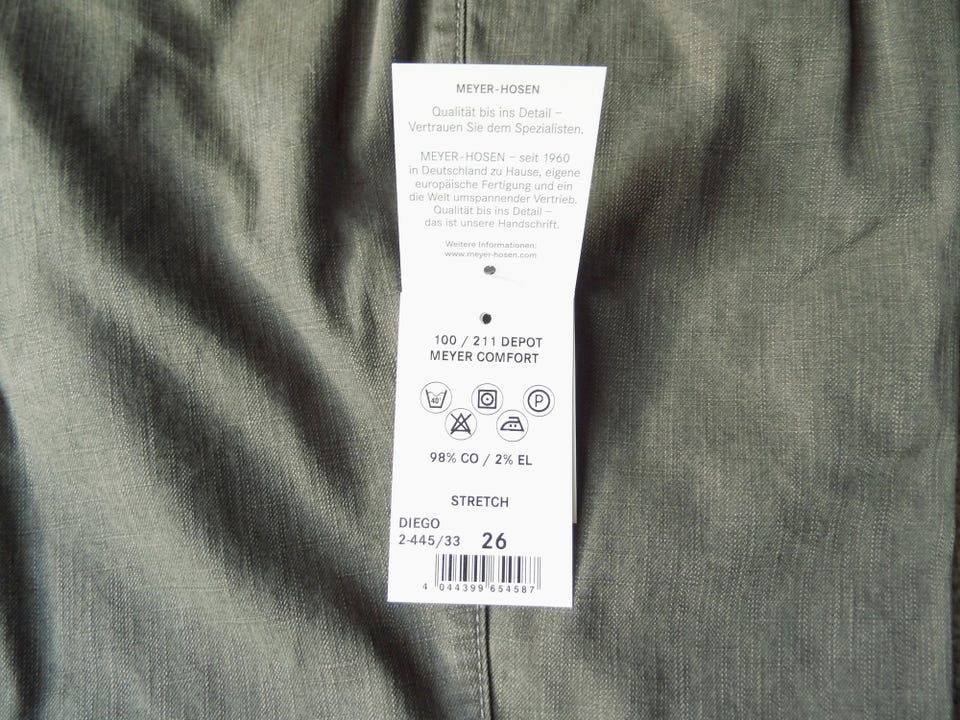 MEYER-HOSEN
Qualität bis ins Detail –
Vertrauen Sie dem Spezialisten.
MEYER-HOSEN – seit 1960
in Deutschland zu Hause, eigene
europäische Fertigung und ein
die Welt umspannender Vertrieb.
Qualität bis ins Detail –
das ist unsere Handschrift.
Weitere Informationen:
www.meyer-hosen.com
100 / 211 DEPOT
MEYER COMFORT
40° P
98% CO / 2% EL
STRETCH
DIEGO
2-445/33 26
4 044399 654587